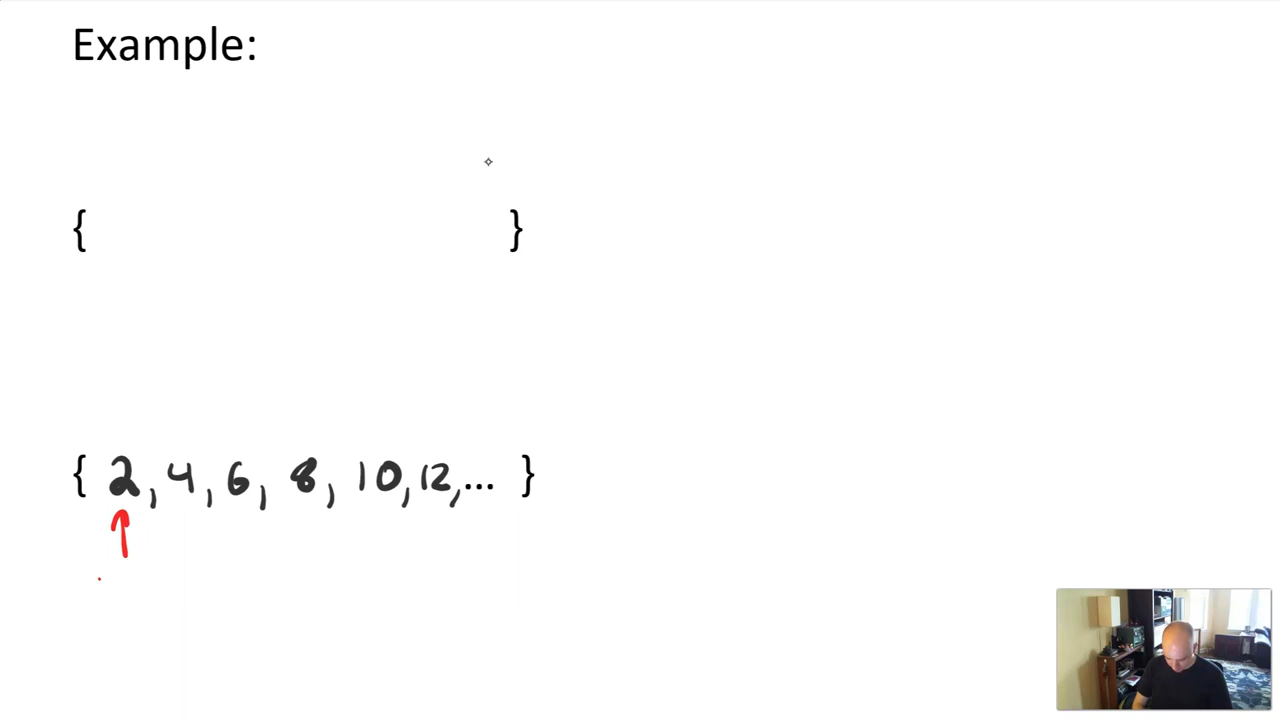 Example:
{ }
{ 2, 4, 6, 8, 10, 12, ... }